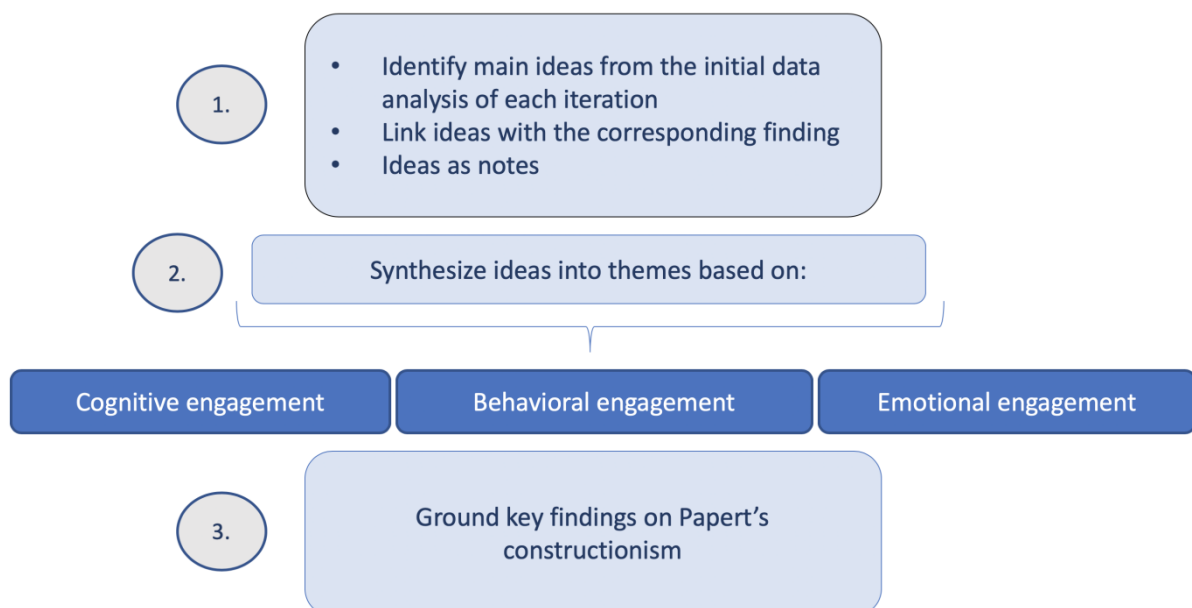 1.
• Identify main ideas from the initial data
analysis of each iteration
• Link ideas with the corresponding finding
• Ideas as notes
2.
Synthesize ideas into themes based on:
Cognitive engagement
Behavioral engagement
Emotional engagement
3.
Ground key findings on Papert’s
constructionism